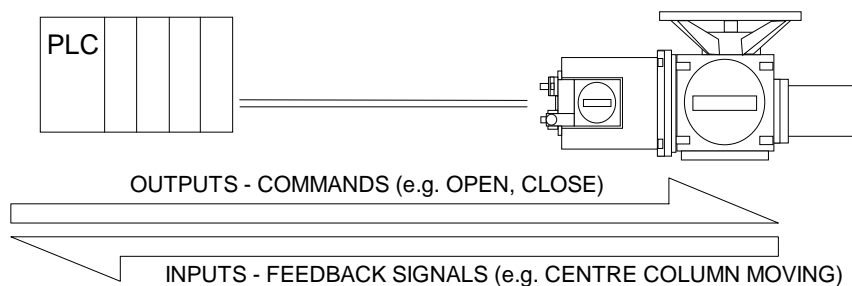 PLC
OUTPUTS - COMMANDS (e.g. OPEN, CLOSE)
INPUTS - FEEDBACK SIGNALS (e.g. CENTRE COLUMN MOVING)